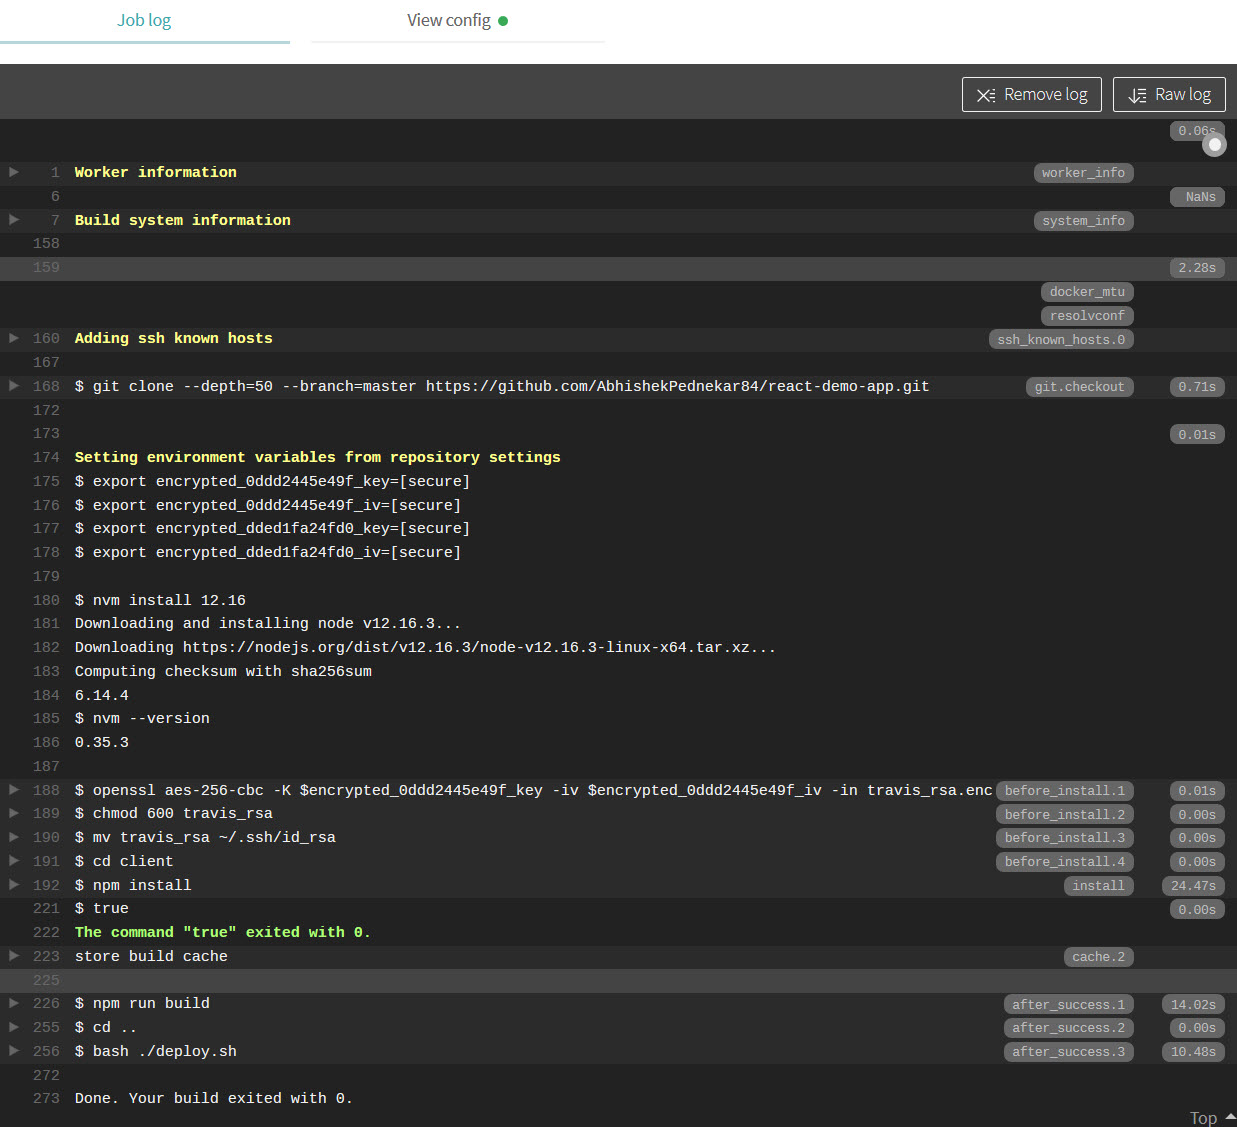 Job log View config
Remove log Raw log
0.06s
1 Worker information worker_info
6 NaNs
7 Build system information system_info
158
159 2.28s
docker_mtu
resolvconf
160 Adding ssh known hosts ssh_known_hosts.0
167
168 $ git clone --depth=50 --branch=master https://github.com/AbhishekPednekar84/react-demo-app.git git.checkout 0.71s
172
173 0.01s
174 Setting environment variables from repository settings
175 $ export encrypted_0ddd2445e49f_key=[secure]
176 $ export encrypted_0ddd2445e49f_iv=[secure]
177 $ export encrypted_dded1fa24fd0_key=[secure]
178 $ export encrypted_dded1fa24fd0_iv=[secure]
179
180 $ nvm install 12.16
181 Downloading and installing node v12.16.3...
182 Downloading https://nodejs.org/dist/v12.16.3/node-v12.16.3-linux-x64.tar.xz...
183 Computing checksum with sha256sum
184 6.14.4
185 $ nvm --version
186 0.35.3
187
188 $ openssl aes-256-cbc -K $encrypted_0ddd2445e49f_key -iv $encrypted_0ddd2445e49f_iv -in travis_rsa.enc before_install.1 0.01s
189 $ chmod 600 travis_rsa before_install.2 0.00s
190 $ mv travis_rsa ~/.ssh/id_rsa before_install.3 0.00s
191 $ cd client before_install.4 0.00s
192 $ npm install install 24.47s
221 $ true 0.00s
222 The command "true" exited with 0.
223 store build cache cache.2
225
226 $ npm run build after_success.1 14.02s
255 $ cd .. after_success.2 0.00s
256 $ bash ./deploy.sh after_success.3 10.48s
272
273 Done. Your build exited with 0.
Top